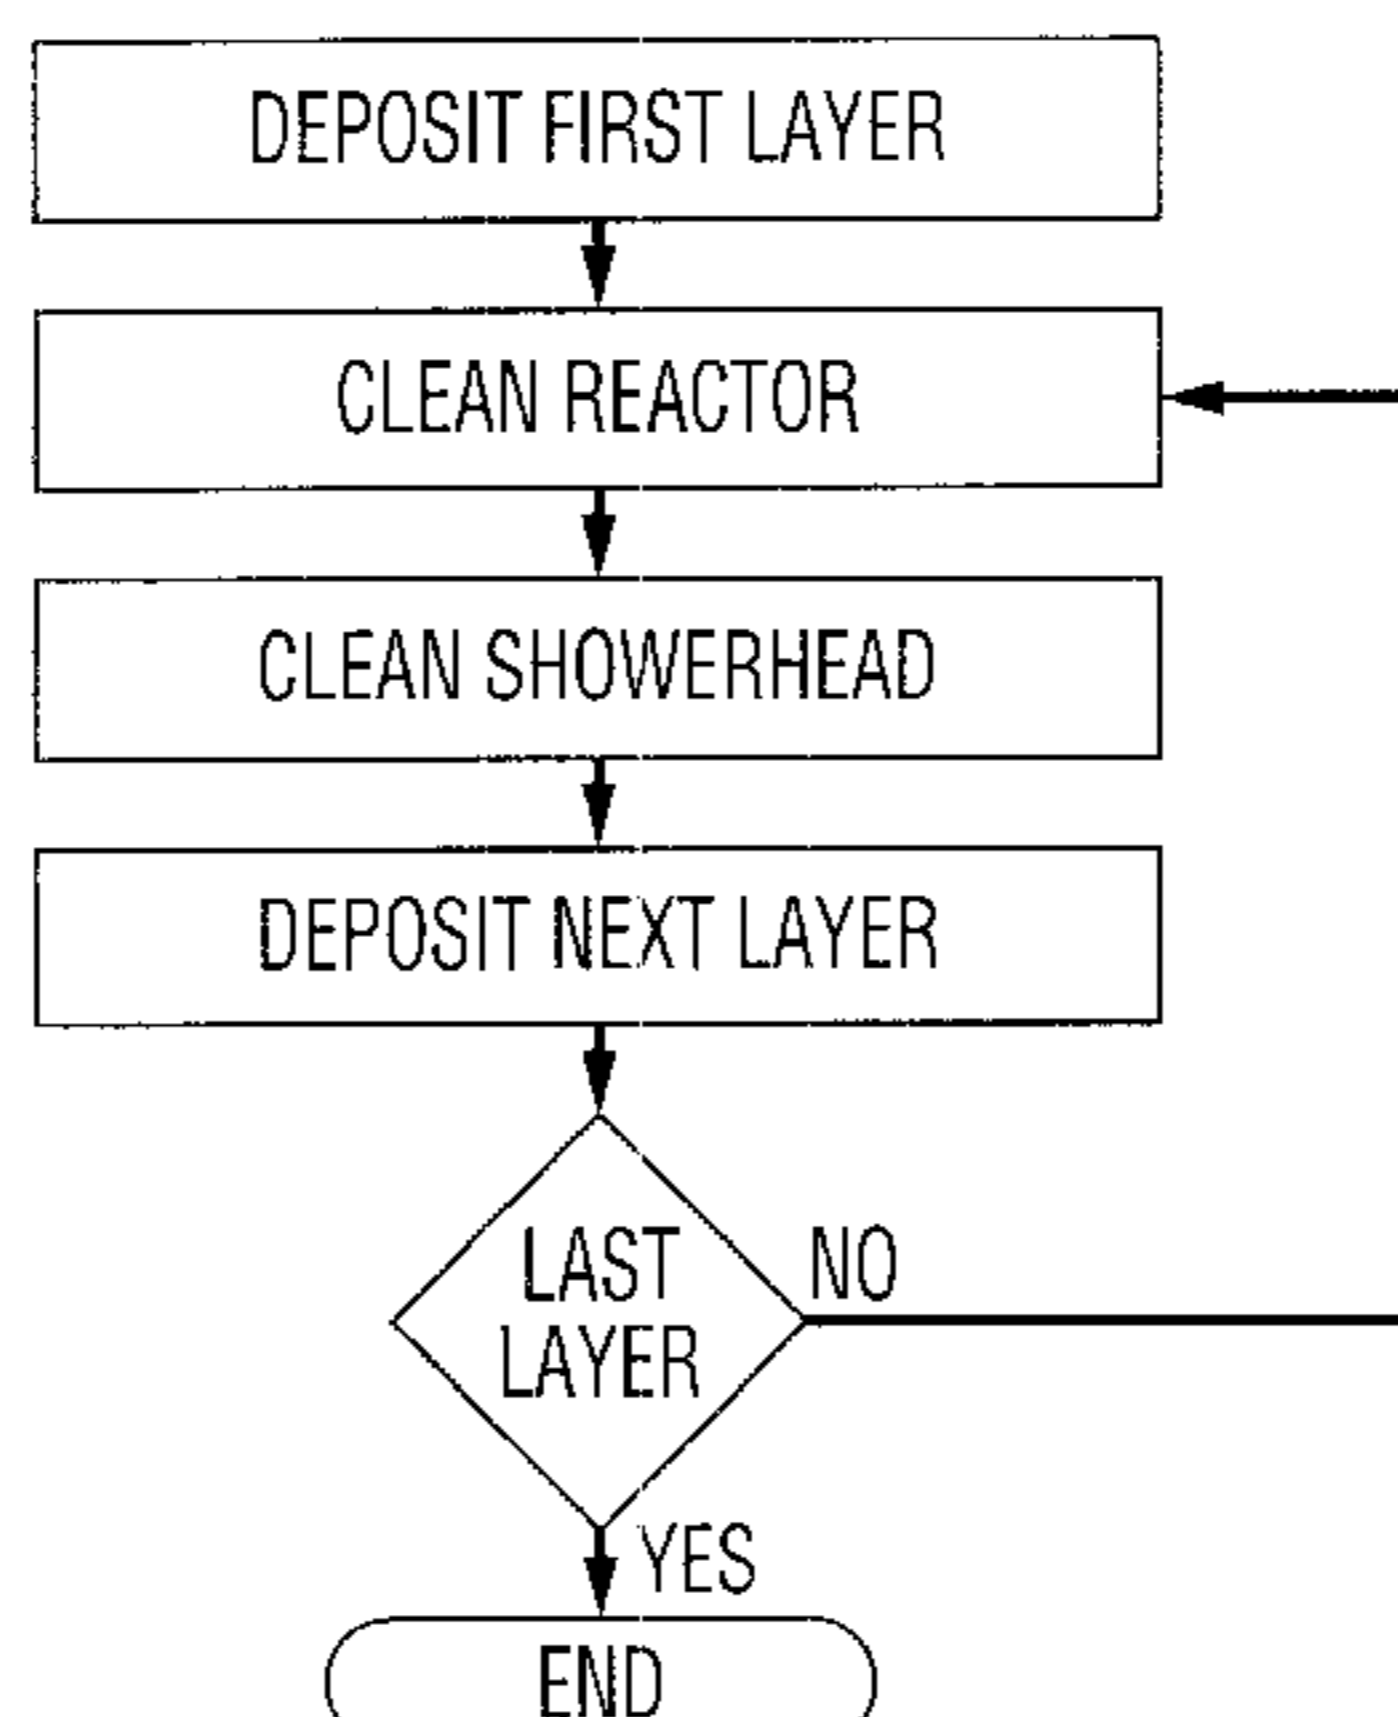 DEPOSIT FIRST LAYER
CLEAN REACTOR
CLEAN SHOWERHEAD
DEPOSIT NEXT LAYER
LAST
LAYER
NO
YES
END